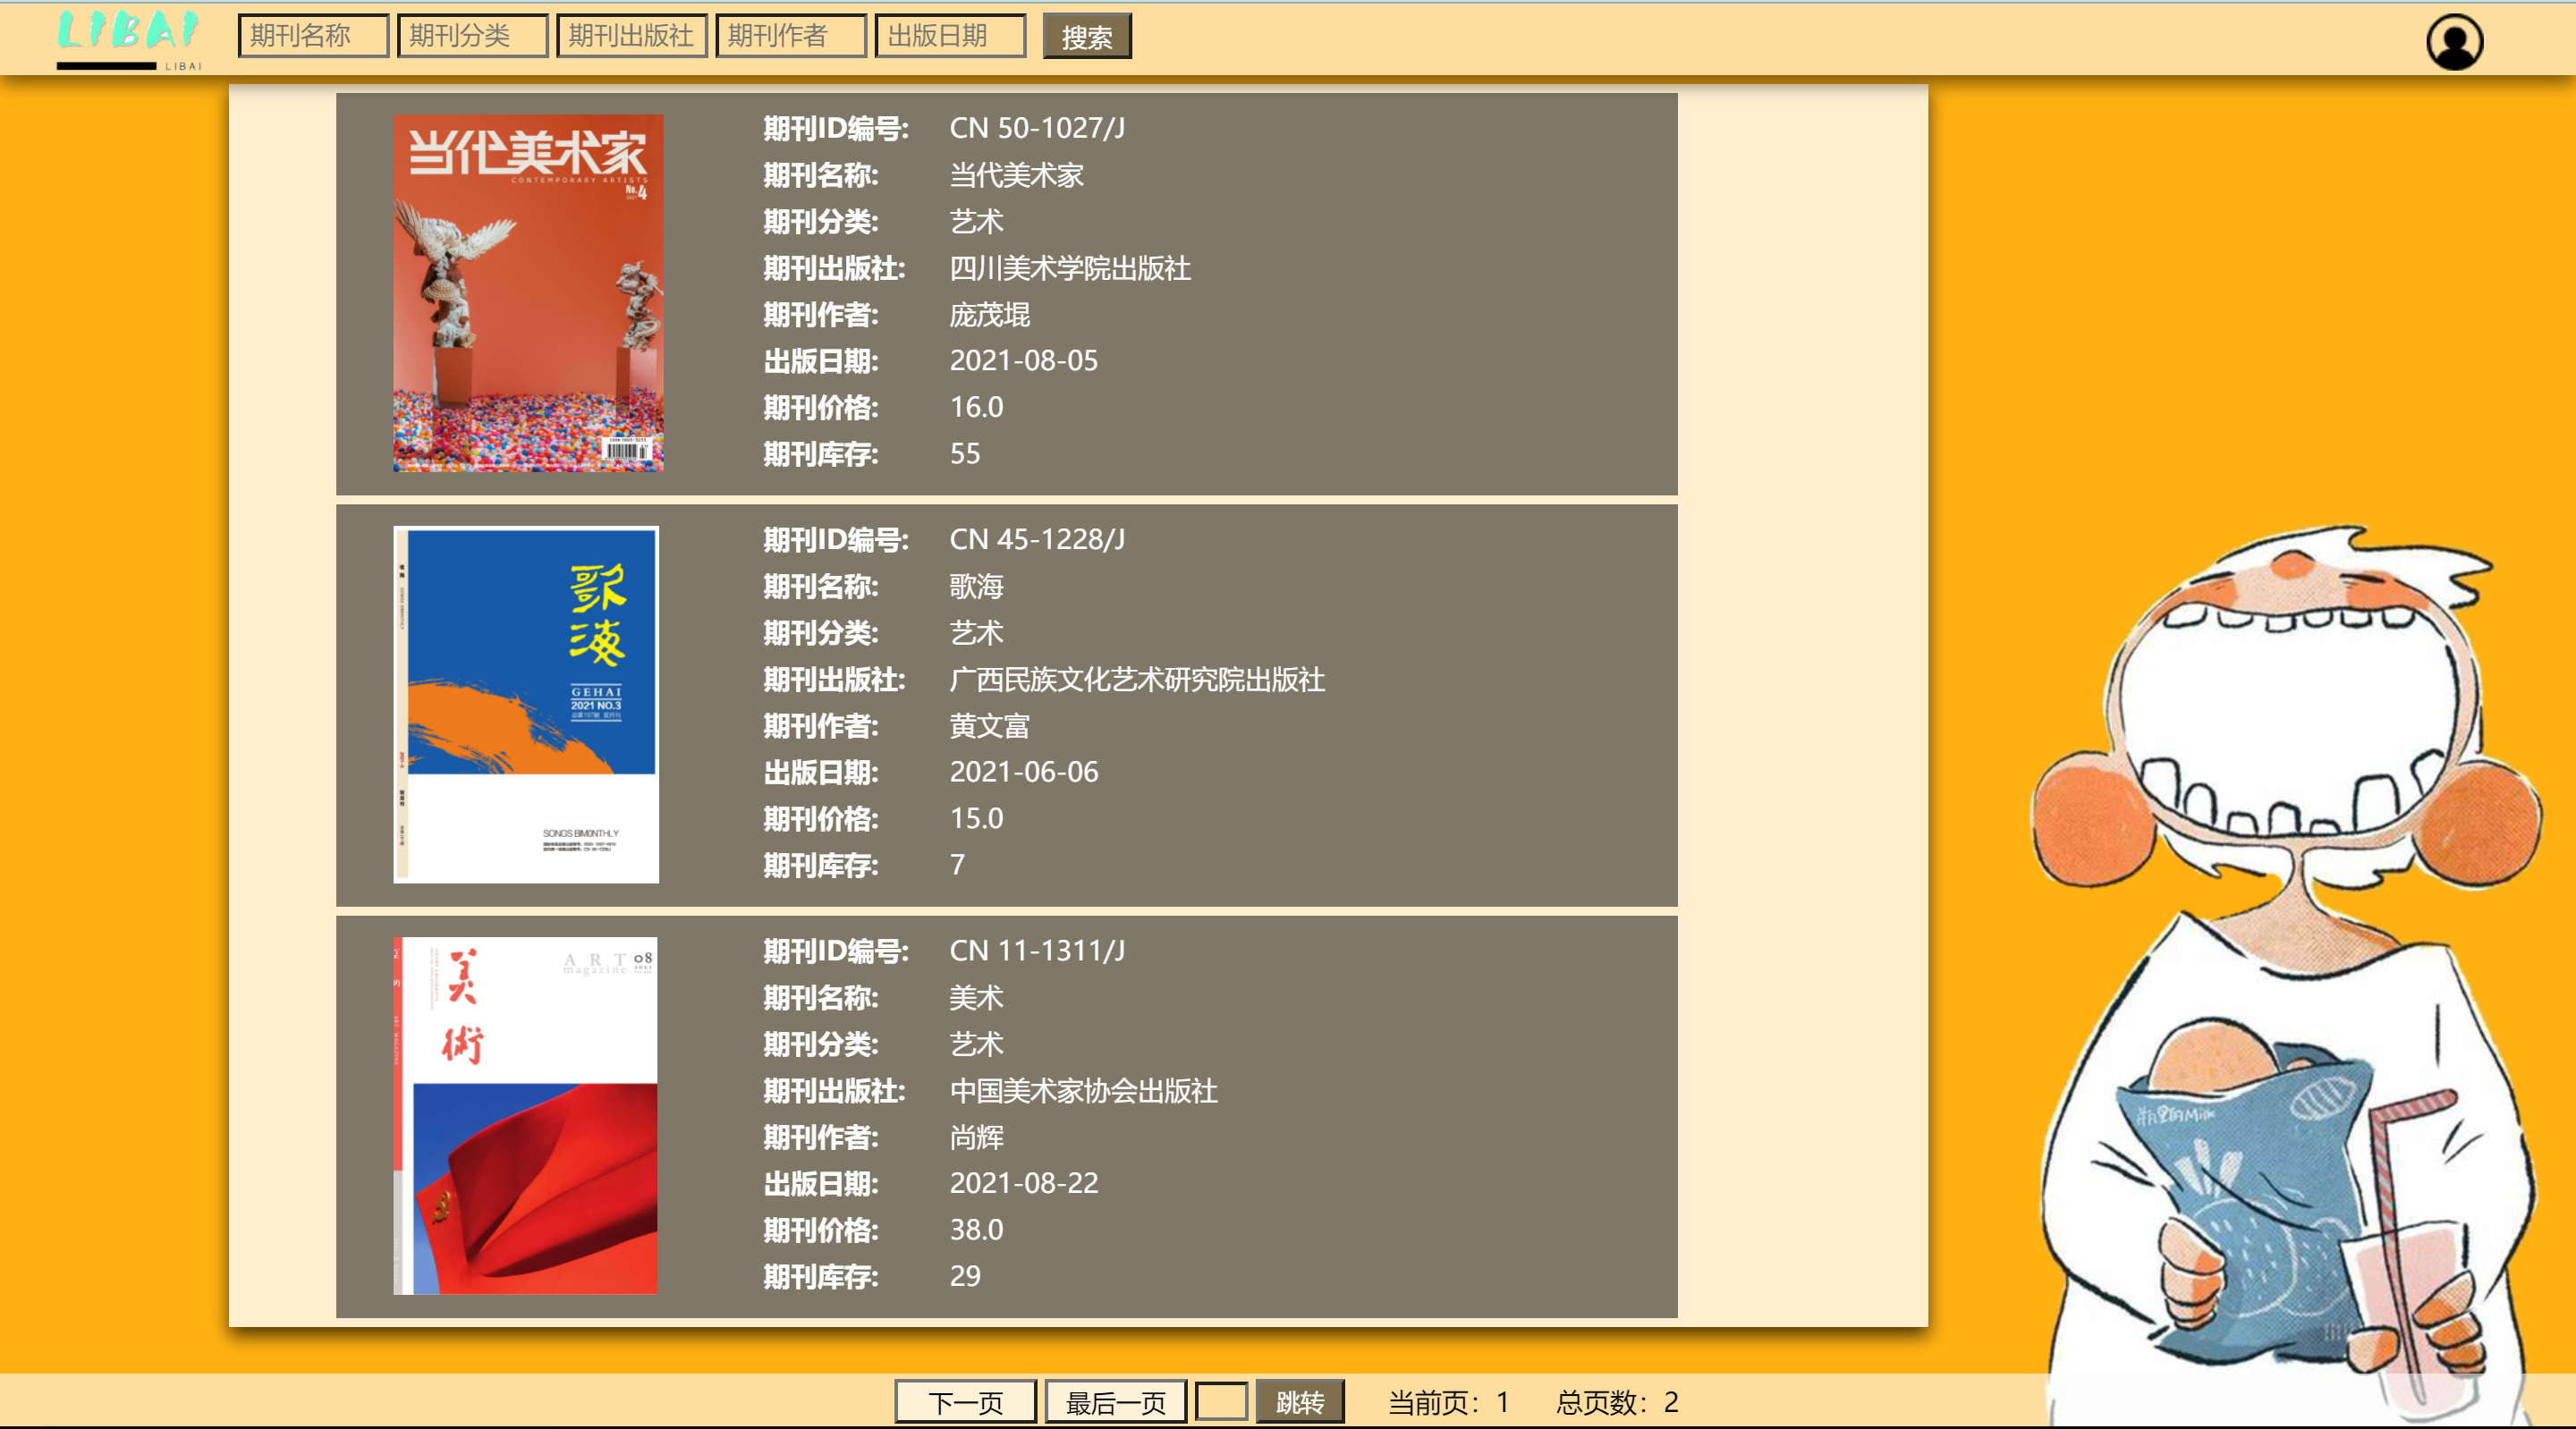 LIBAI
LIBAI
期刊名称 期刊分类 期刊出版社 期刊作者 出版日期 搜索
当代美术家
CONTEMPORARY ARTISTS
No.4
2021
期刊ID编号: CN 50-1027/J
期刊名称: 当代美术家
期刊分类: 艺术
期刊出版社: 四川美术学院出版社
期刊作者: 庞茂琨
出版日期: 2021-08-05
期刊价格: 16.0
期刊库存: 55
歌海
GEHAI
2021 NO.3
SONGS BIMONTHLY
期刊ID编号: CN 45-1228/J
期刊名称: 歌海
期刊分类: 艺术
期刊出版社: 广西民族文化艺术研究院出版社
期刊作者: 黄文富
出版日期: 2021-06-06
期刊价格: 15.0
期刊库存: 7
美術
ART 08
magazine 2021
期刊ID编号: CN 11-1311/J
期刊名称: 美术
期刊分类: 艺术
期刊出版社: 中国美术家协会出版社
期刊作者: 尚辉
出版日期: 2021-08-22
期刊价格: 38.0
期刊库存: 29
下一页 最后一页 跳转 当前页：1 总页数：2